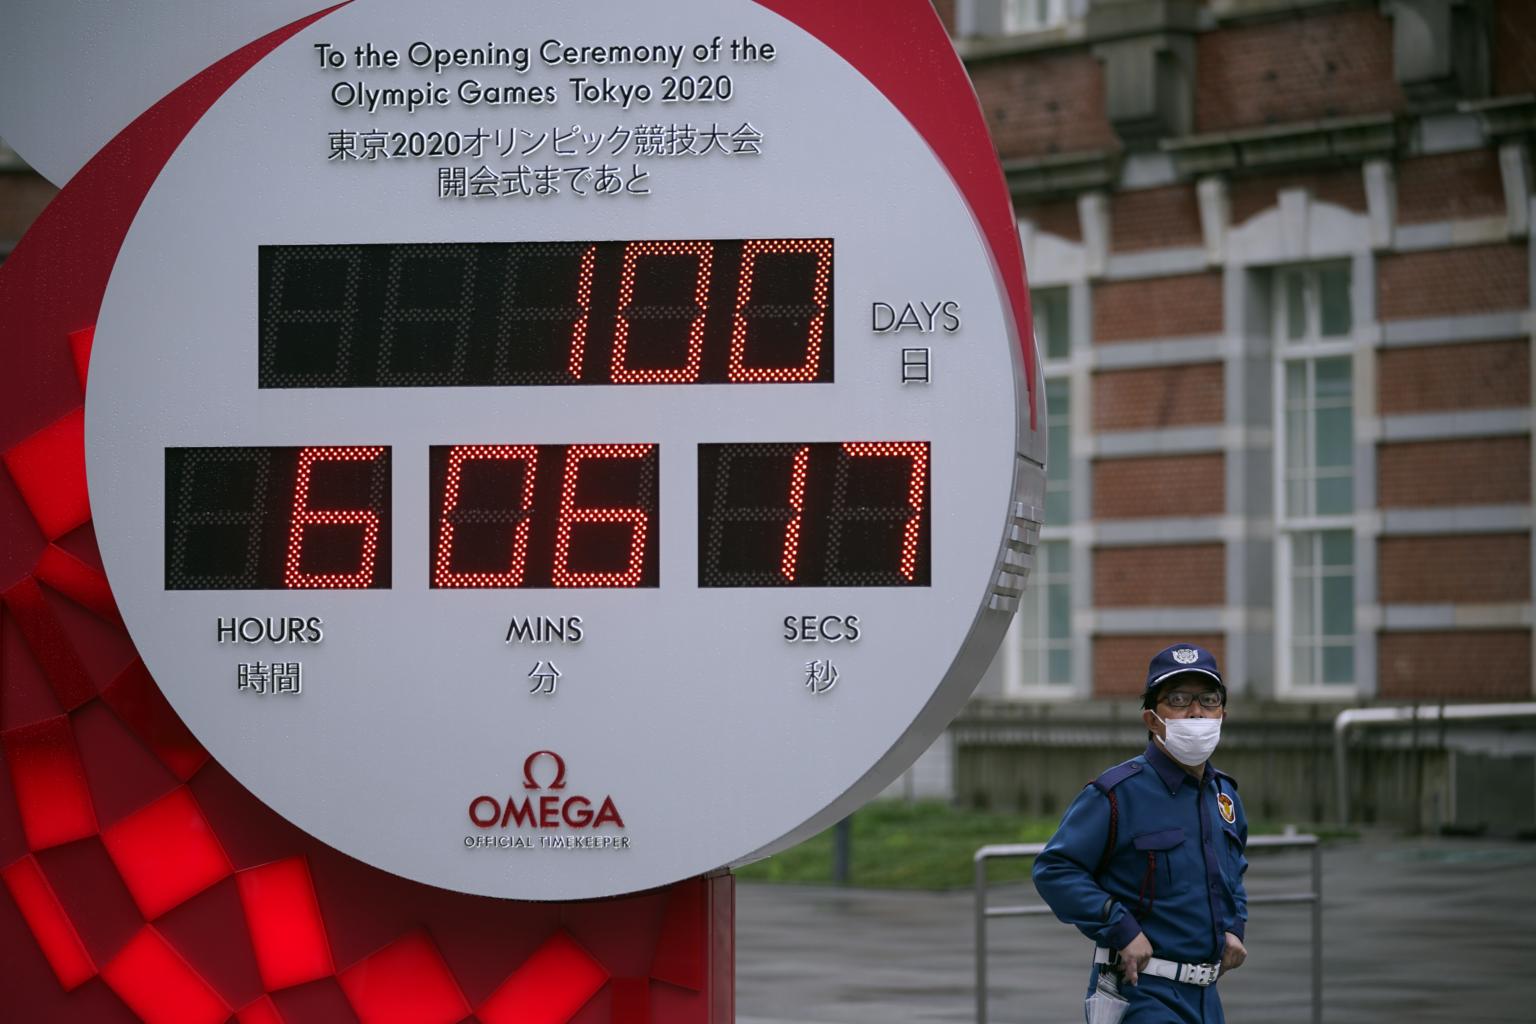 To the Opening Ceremony of the
Olympic Games Tokyo 2020
東京2020オリンピック競技大会
開会式まであと
100
DAYS
日
6 06 17
HOURS MINS SECS
時間 分 秒
Ω
OMEGA
OFFICIAL TIMEKEEPER